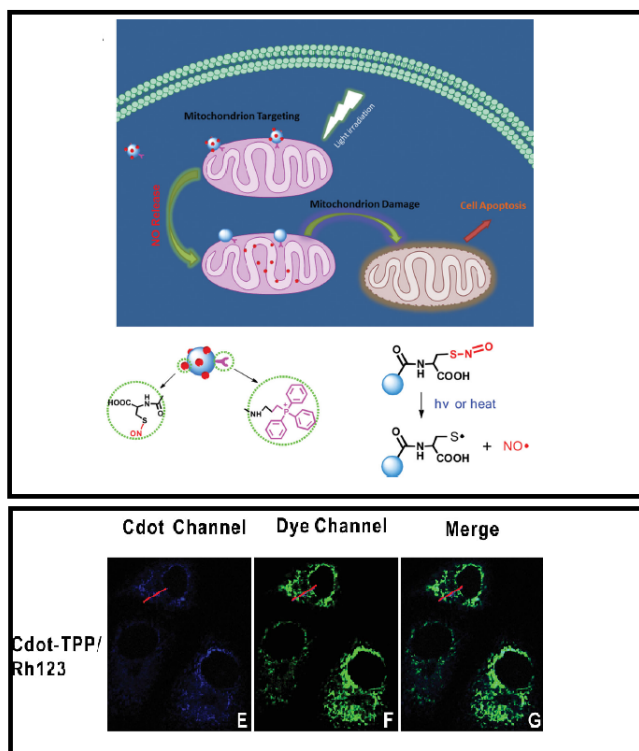 Mitochondrion Targeting
Light irradiation
NO Release
Mitochondrion Damage
Cell Apoptosis
HOOC
H
N
O
S
ON
NH
P+
O
N
H
S-N=O
COOH
hv or heat
O
N
H
S•
COOH
+ NO•
Cdot Channel Dye Channel Merge
Cdot-TPP/
Rh123
E F G